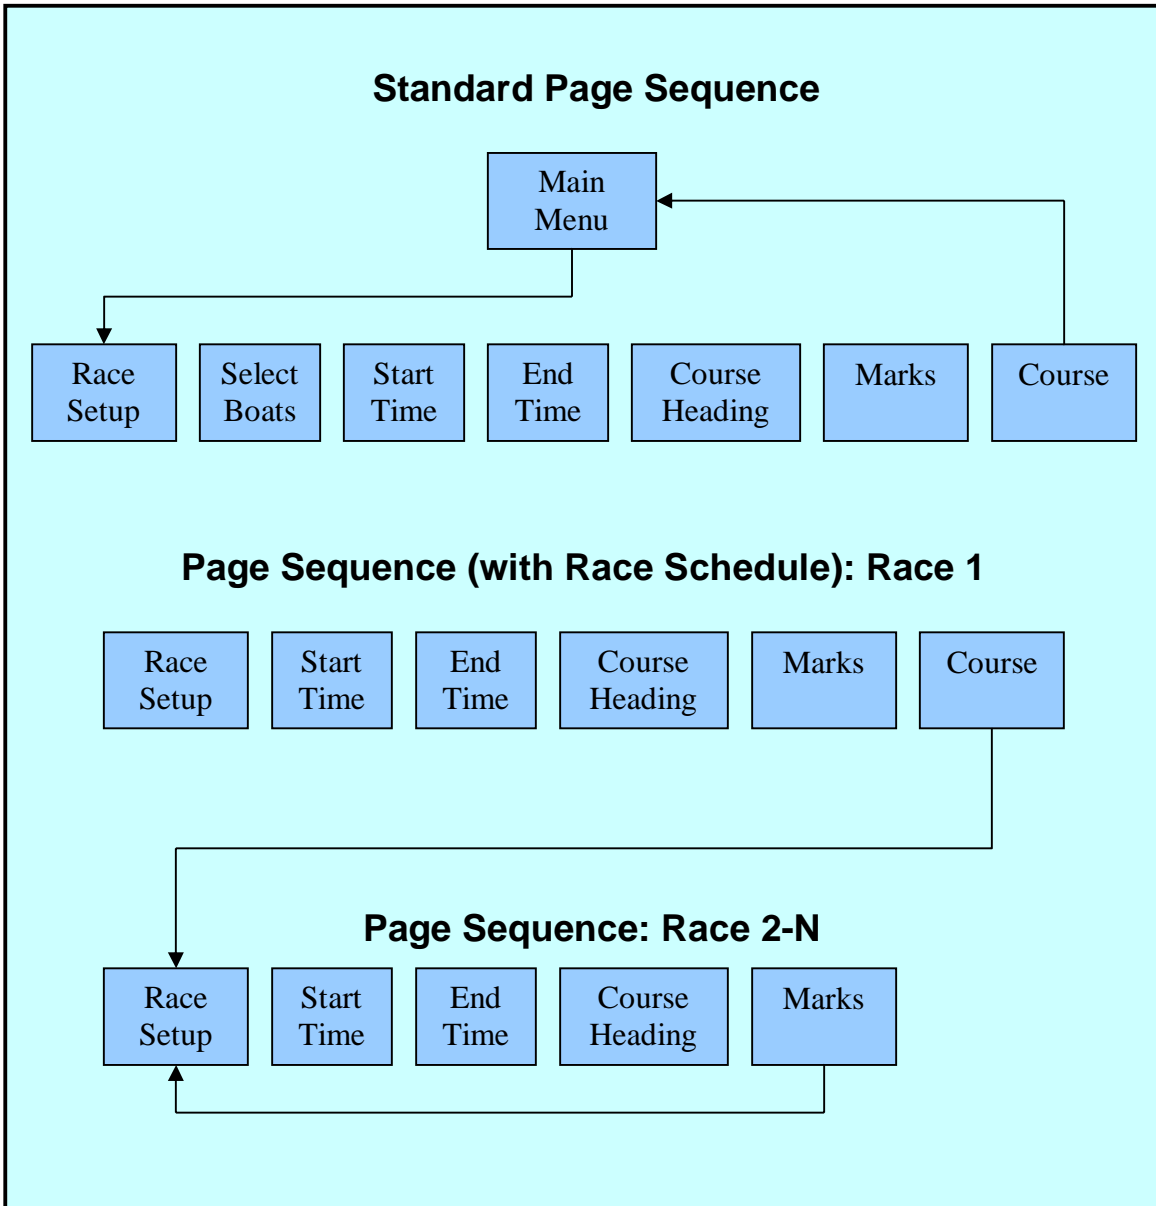 Standard Page Sequence
Main
Menu
Race
Setup
Select
Boats
Start
Time
End
Time
Course
Heading
Marks
Course
Page Sequence (with Race Schedule): Race 1
Race
Setup
Start
Time
End
Time
Course
Heading
Marks
Course
Page Sequence: Race 2-N
Race
Setup
Start
Time
End
Time
Course
Heading
Marks